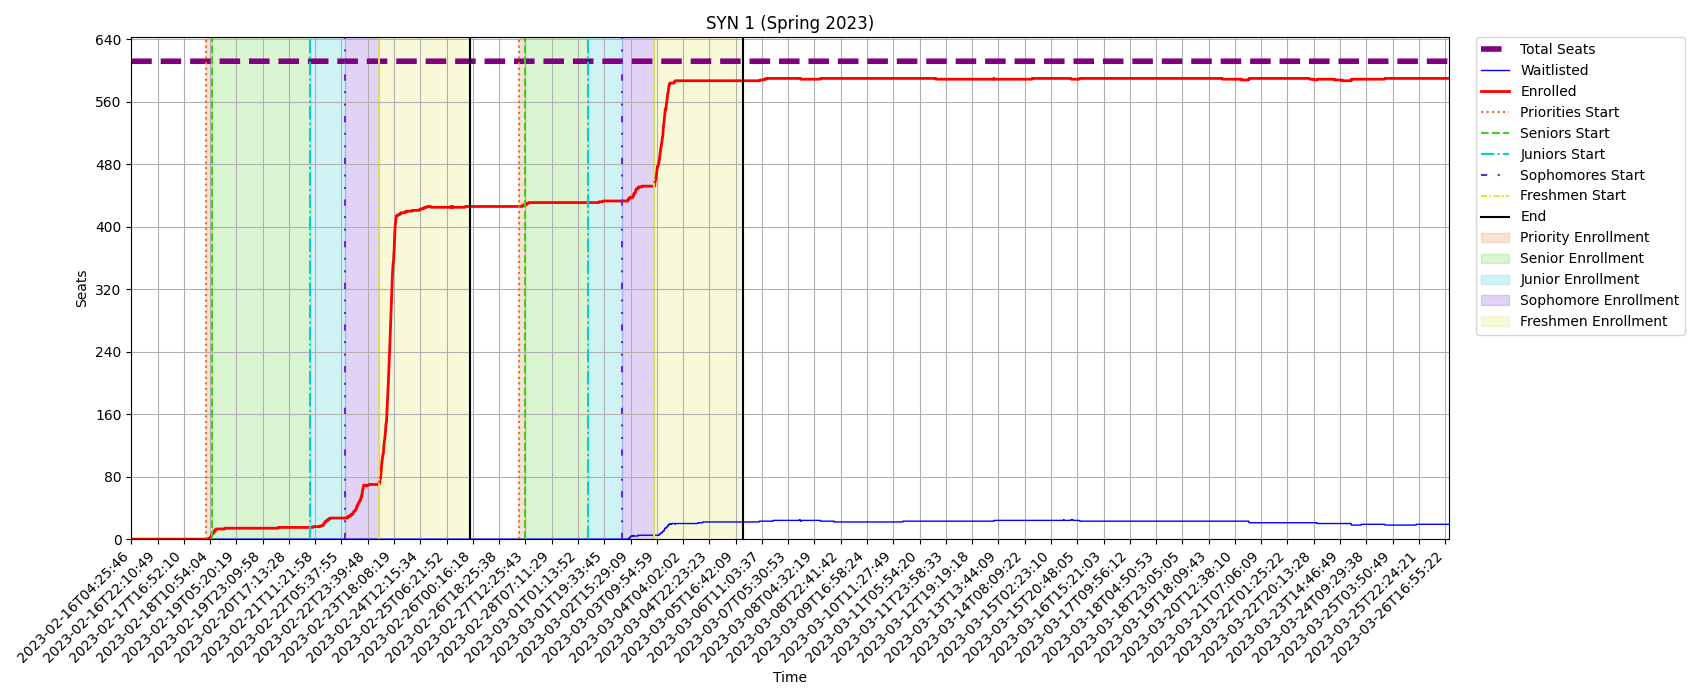 SYN 1 (Spring 2023)
640
560
480
400
320
240
160
80
0
Seats
2023-02-16T04:25:46
2023-02-16T22:10:49
2023-02-17T16:52:10
2023-02-18T10:54:04
2023-02-19T05:20:19
2023-02-19T23:09:58
2023-02-20T17:13:28
2023-02-21T11:21:58
2023-02-22T05:37:55
2023-02-22T23:39:48
2023-02-23T18:08:19
2023-02-24T12:15:34
2023-02-25T06:21:52
2023-02-26T00:16:18
2023-02-26T18:25:38
2023-02-27T12:25:43
2023-02-28T07:11:29
2023-03-01T01:13:52
2023-03-01T19:33:45
2023-03-02T15:29:09
2023-03-03T09:54:59
2023-03-04T04:02:02
2023-03-04T22:23:23
2023-03-05T16:42:09
2023-03-06T11:03:37
2023-03-07T05:30:53
2023-03-08T04:32:19
2023-03-08T22:41:42
2023-03-09T16:58:24
2023-03-10T11:27:49
2023-03-11T05:54:20
2023-03-11T23:58:33
2023-03-12T19:19:18
2023-03-13T13:44:09
2023-03-14T08:09:22
2023-03-15T02:23:10
2023-03-15T20:48:05
2023-03-16T15:21:03
2023-03-17T09:56:12
2023-03-18T04:50:53
2023-03-18T23:05:05
2023-03-19T18:09:43
2023-03-20T12:38:10
2023-03-21T07:06:09
2023-03-22T01:25:22
2023-03-22T20:13:28
2023-03-23T14:46:49
2023-03-24T09:29:38
2023-03-25T03:50:49
2023-03-25T22:24:21
2023-03-26T16:55:22
Time
Total Seats
Waitlisted
Enrolled
Priorities Start
Seniors Start
Juniors Start
Sophomores Start
Freshmen Start
End
Priority Enrollment
Senior Enrollment
Junior Enrollment
Sophomore Enrollment
Freshmen Enrollment